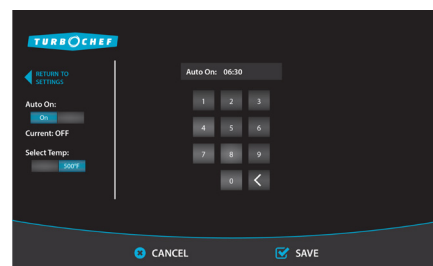 TURBOCHEF
RETURN TO
SETTINGS
Auto On:
On
Current: OFF
Select Temp:
500°F
Auto On: 06:30
1 2 3
4 5 6
7 8 9
0 <
CANCEL
SAVE